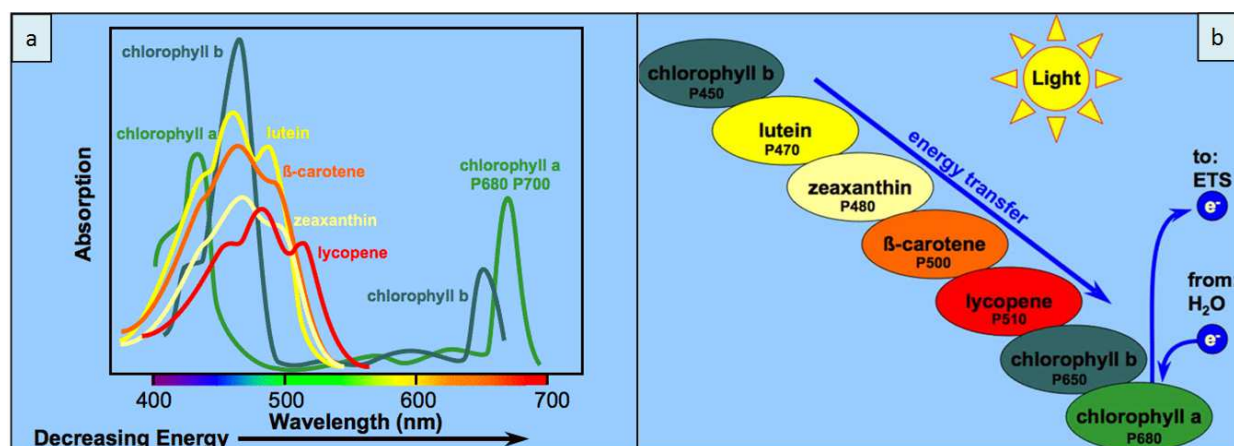 a
chlorophyll b
chlorophyll a
lutein
ß-carotene
zeaxanthin
lycopene
chlorophyll a
P680 P700
chlorophyll b
Absorption
400
500
600
700
Wavelength (nm)
Decreasing Energy
b
Light
chlorophyll b
P450
lutein
P470
zeaxanthin
P480
ß-carotene
P500
lycopene
P510
chlorophyll b
P650
chlorophyll a
P680
energy transfer
to:
ETS
e-
from
H₂O
e-